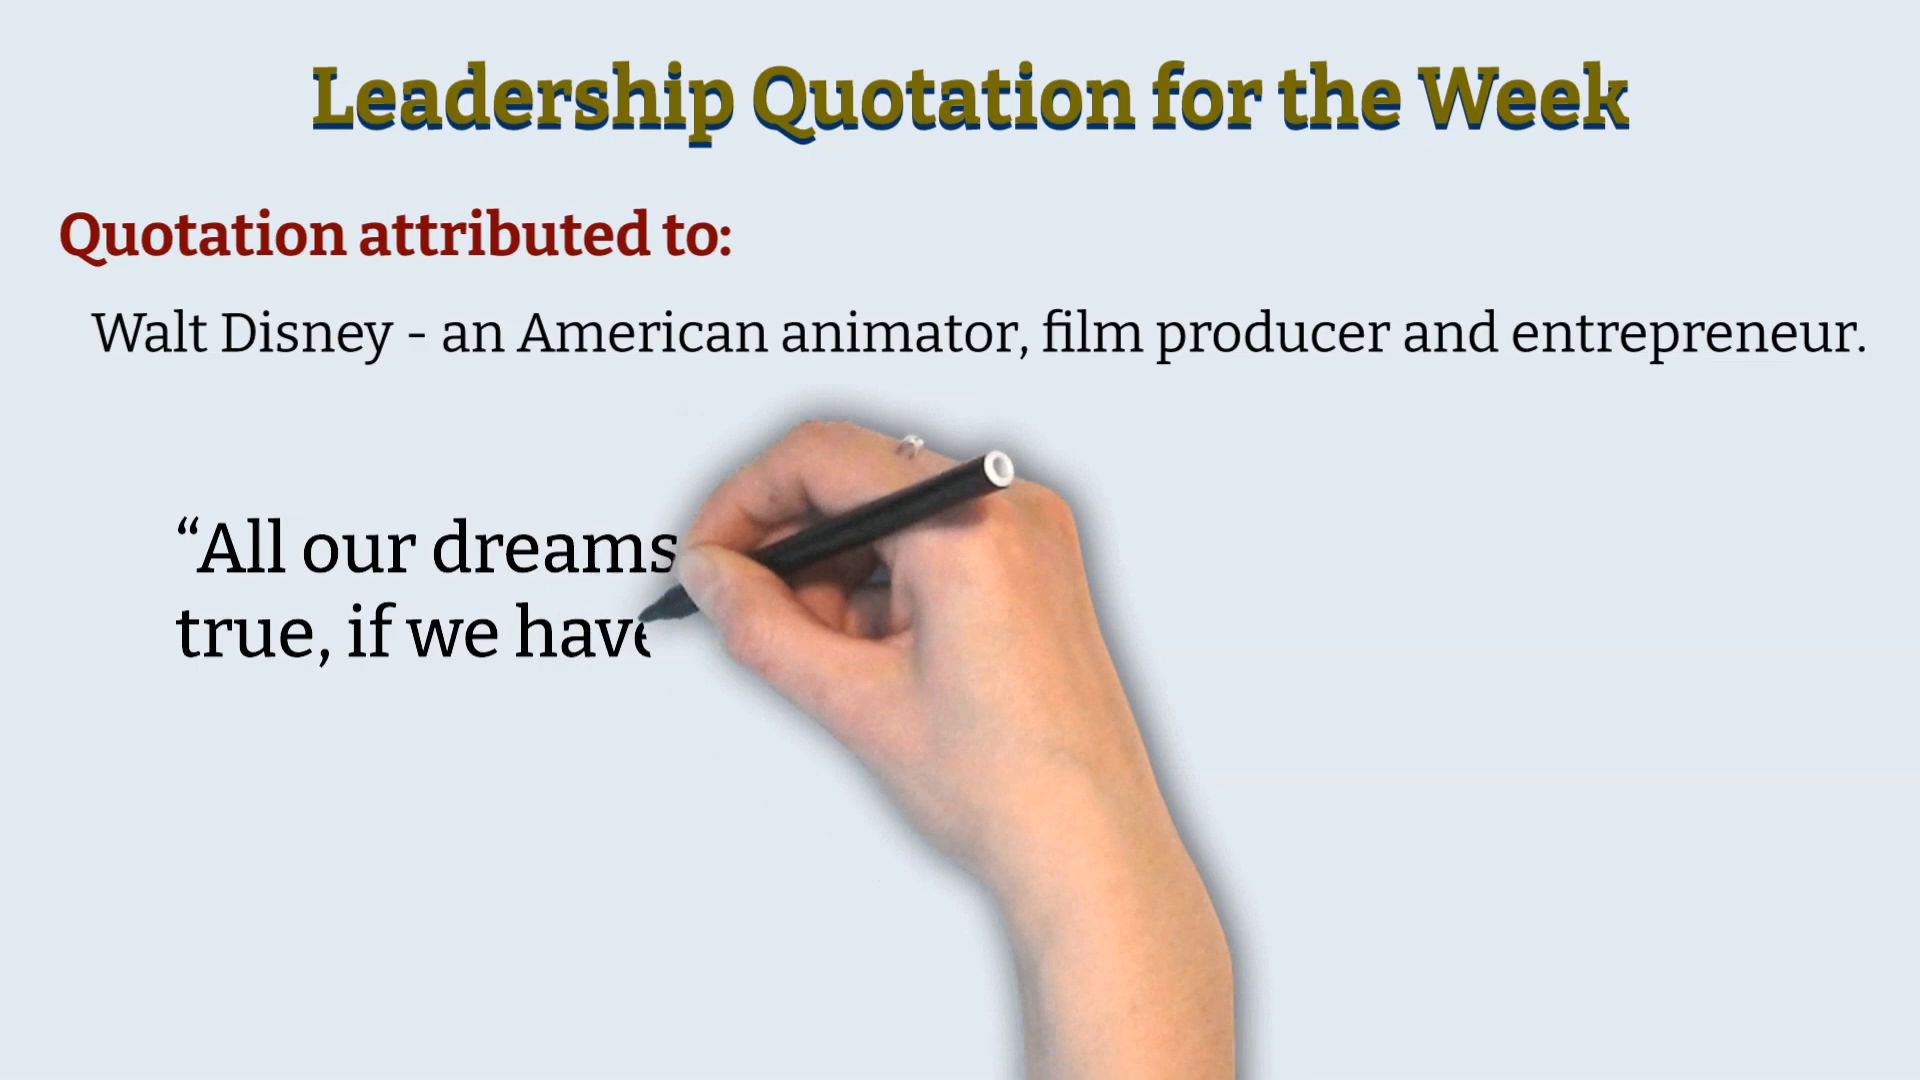 Leadership Quotation for the Week
Quotation attributed to:
Walt Disney - an American animator, film producer and entrepreneur.
“All our dreams
true, if we have